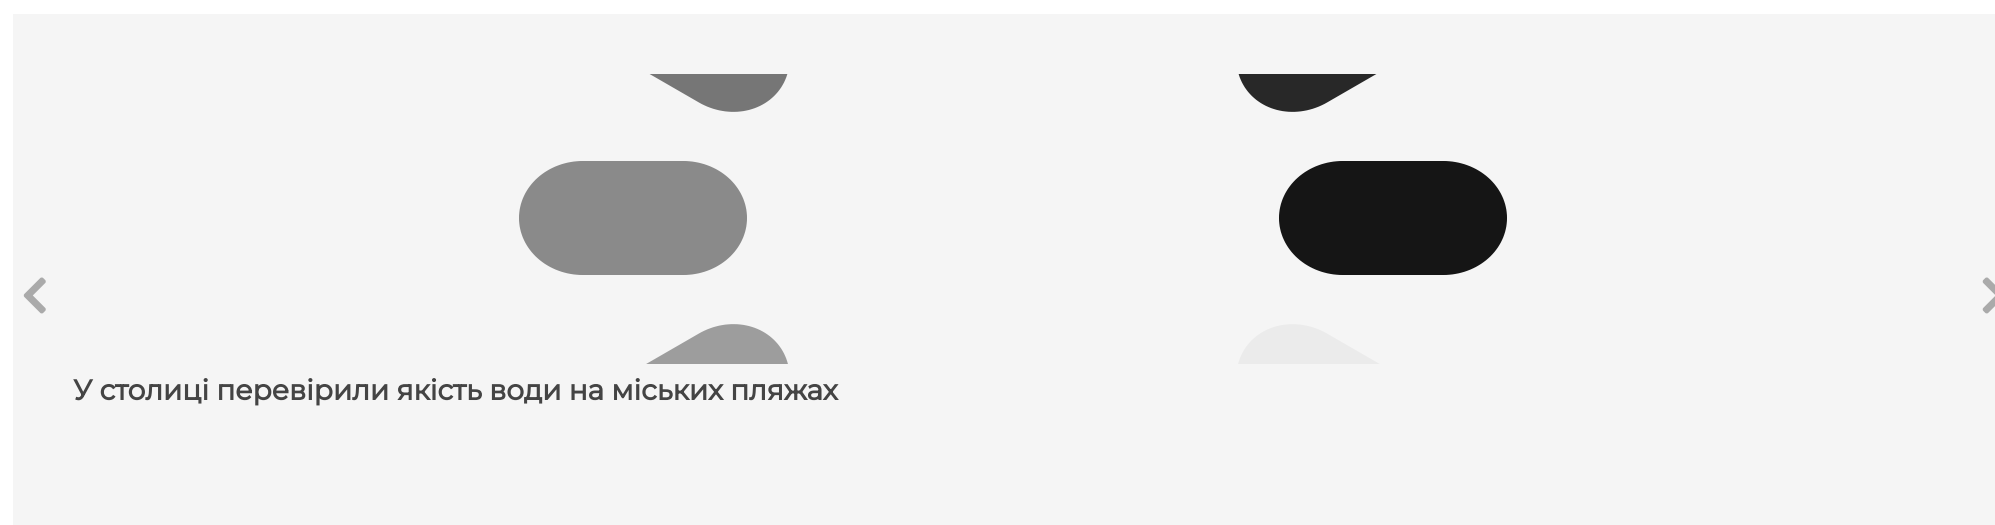 У столиці перевірили якість води на міських пляжах